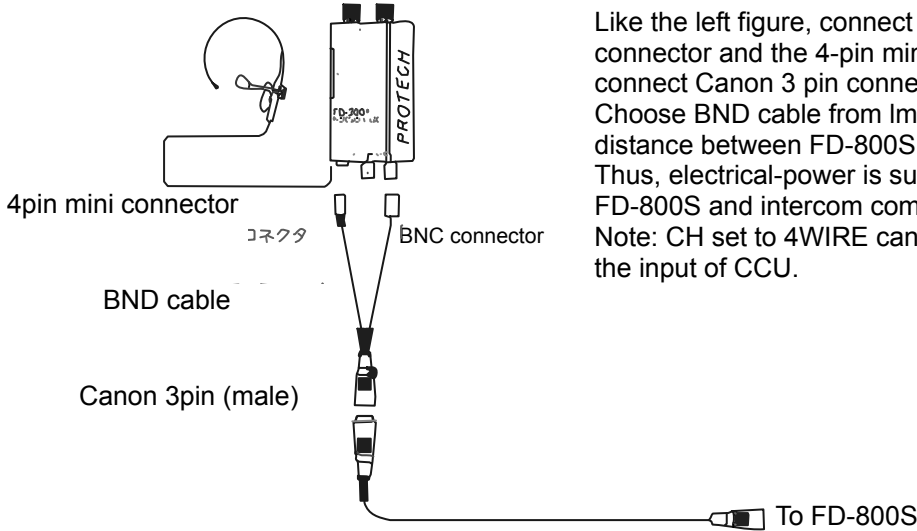 Like the left figure, connect
connector and the 4-pin min
connect Canon 3 pin conne
Choose BND cable from lm
distance between FD-800S
Thus, electrical-power is su
FD-800S and intercom com
Note: CH set to 4WIRE can
the input of CCU.
PROTECH
4pin mini connector
コネクタ
BNC connector
BND cable
Canon 3pin (male)
To FD-800S